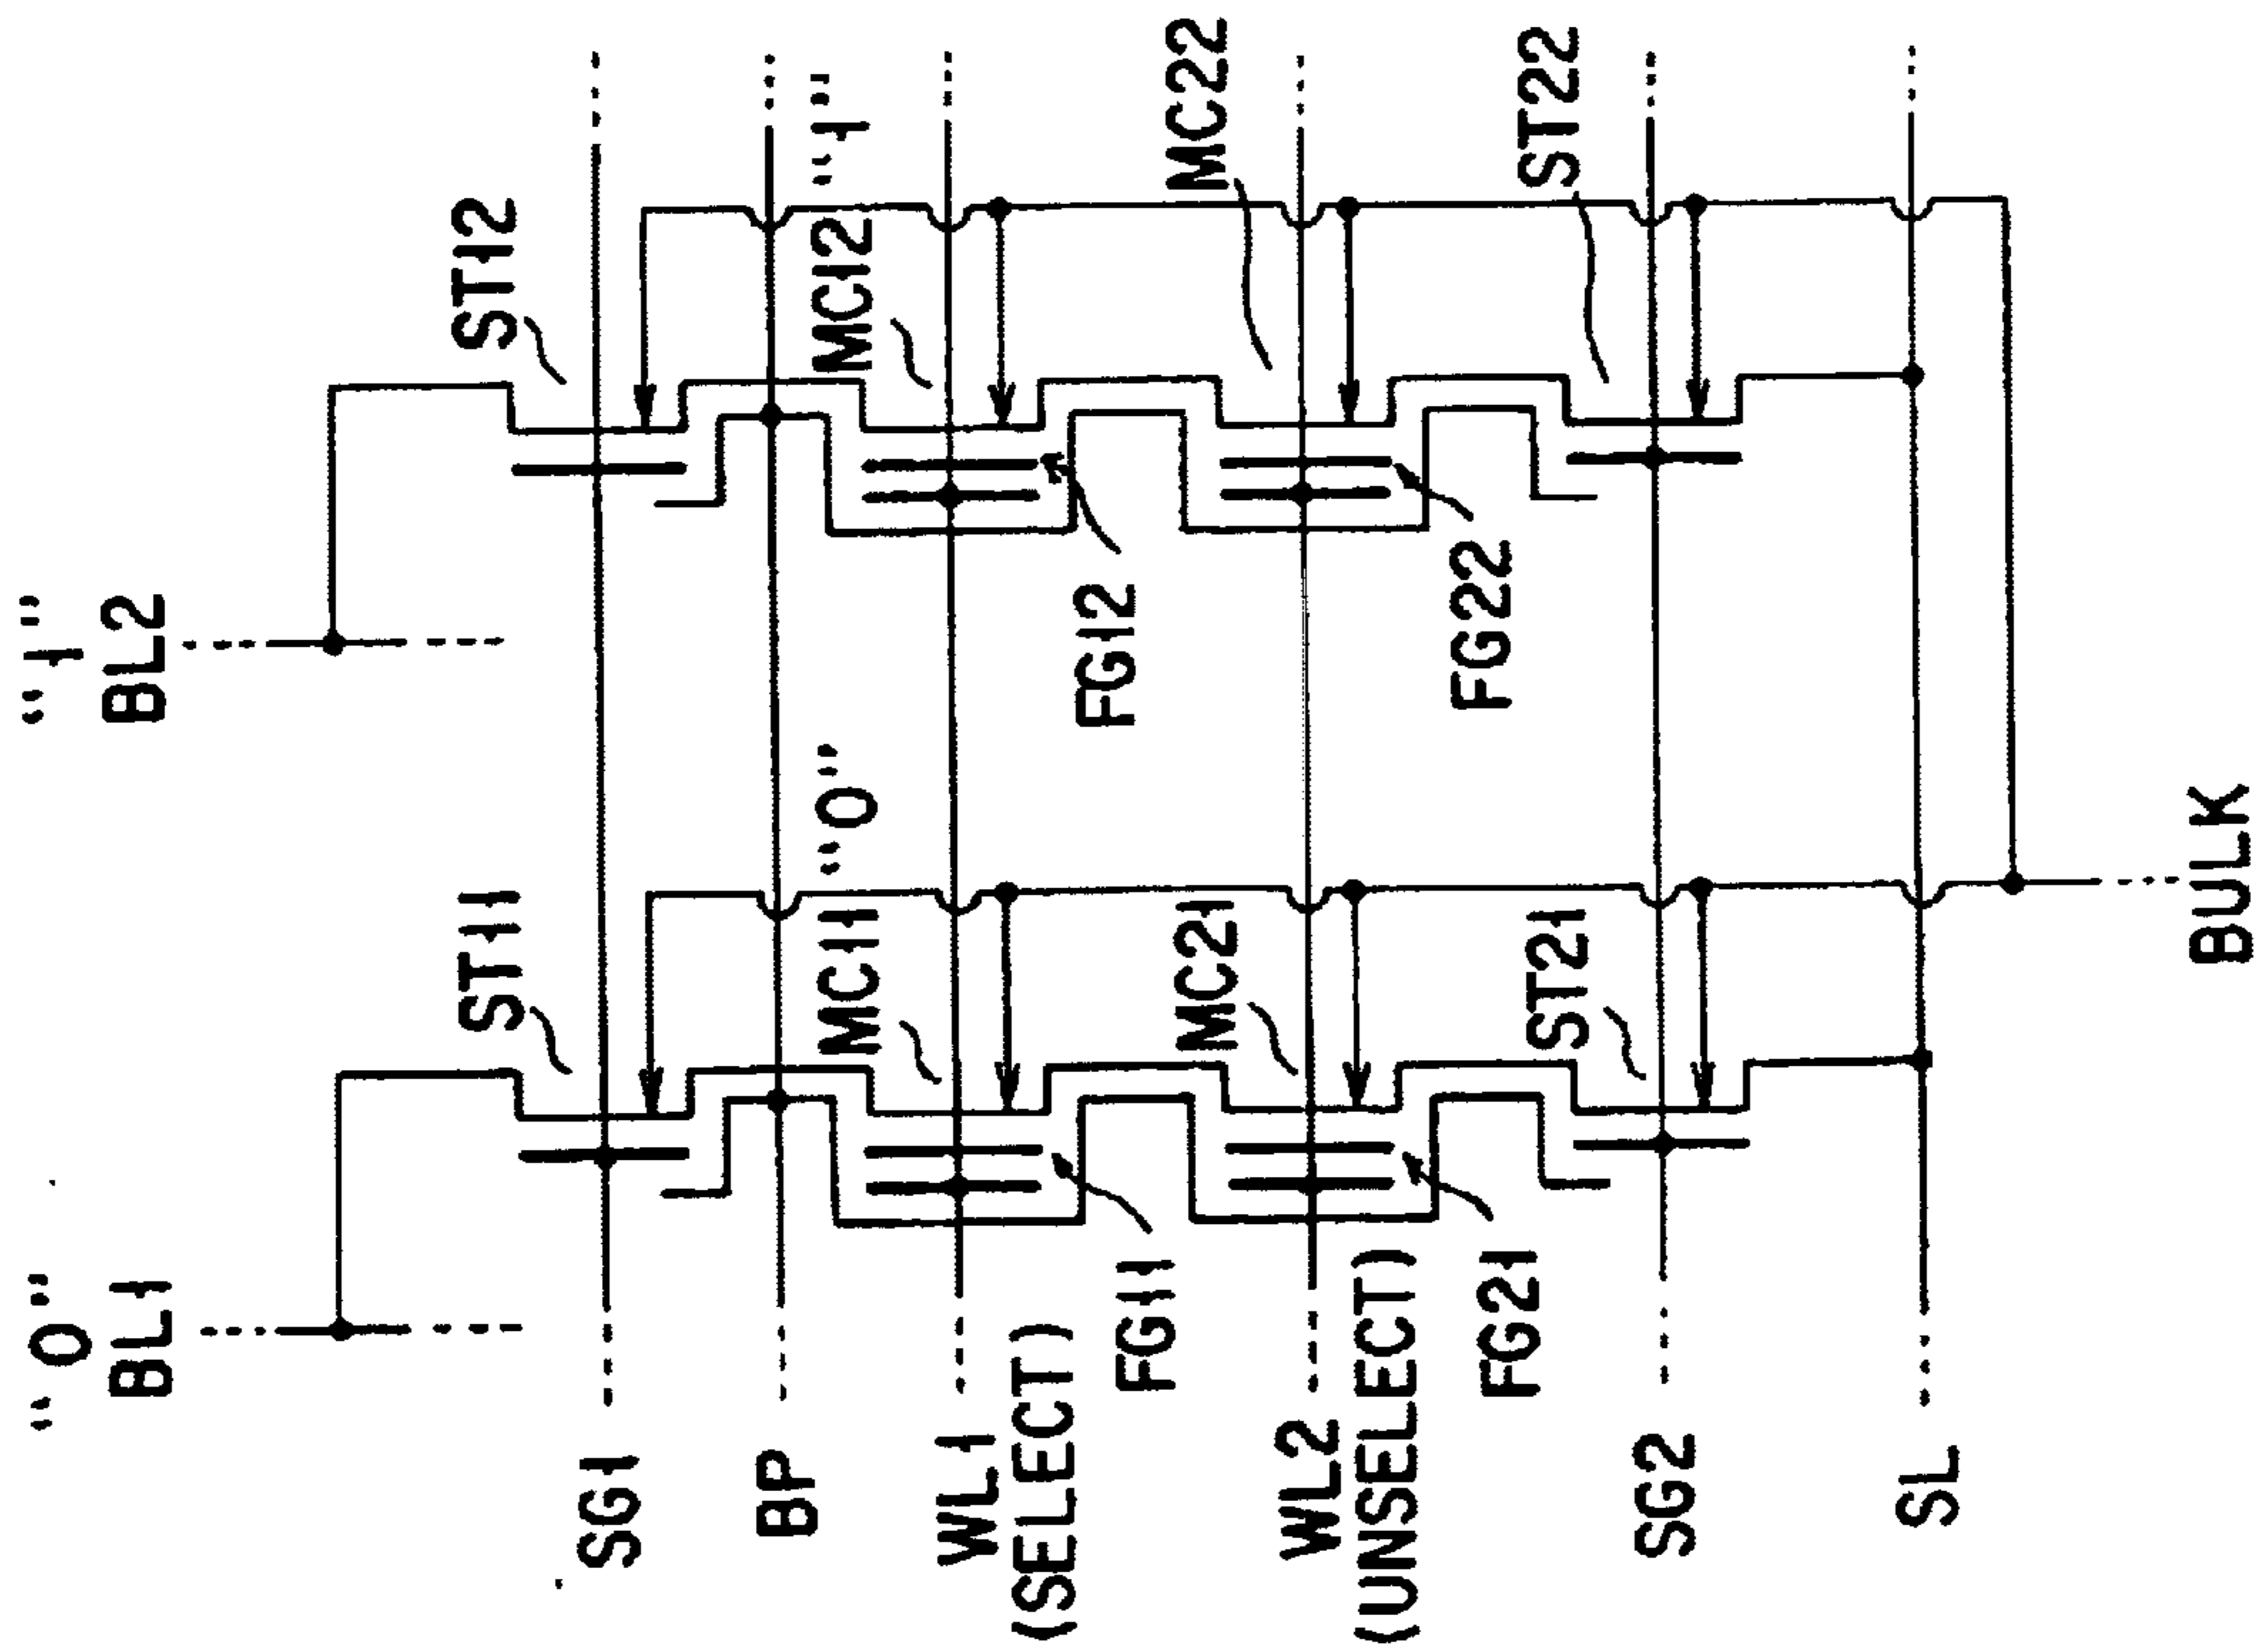 "0"
BL1
"1"
BL2
SG1
ST11
ST12
BP
"0"
"1"
WL1
(SELECT)
MC11
MC12
FG11
FG12
WL2
(UNSELECT)
MC21
MC22
FG21
FG22
SG2
ST21
ST22
SL
BULK